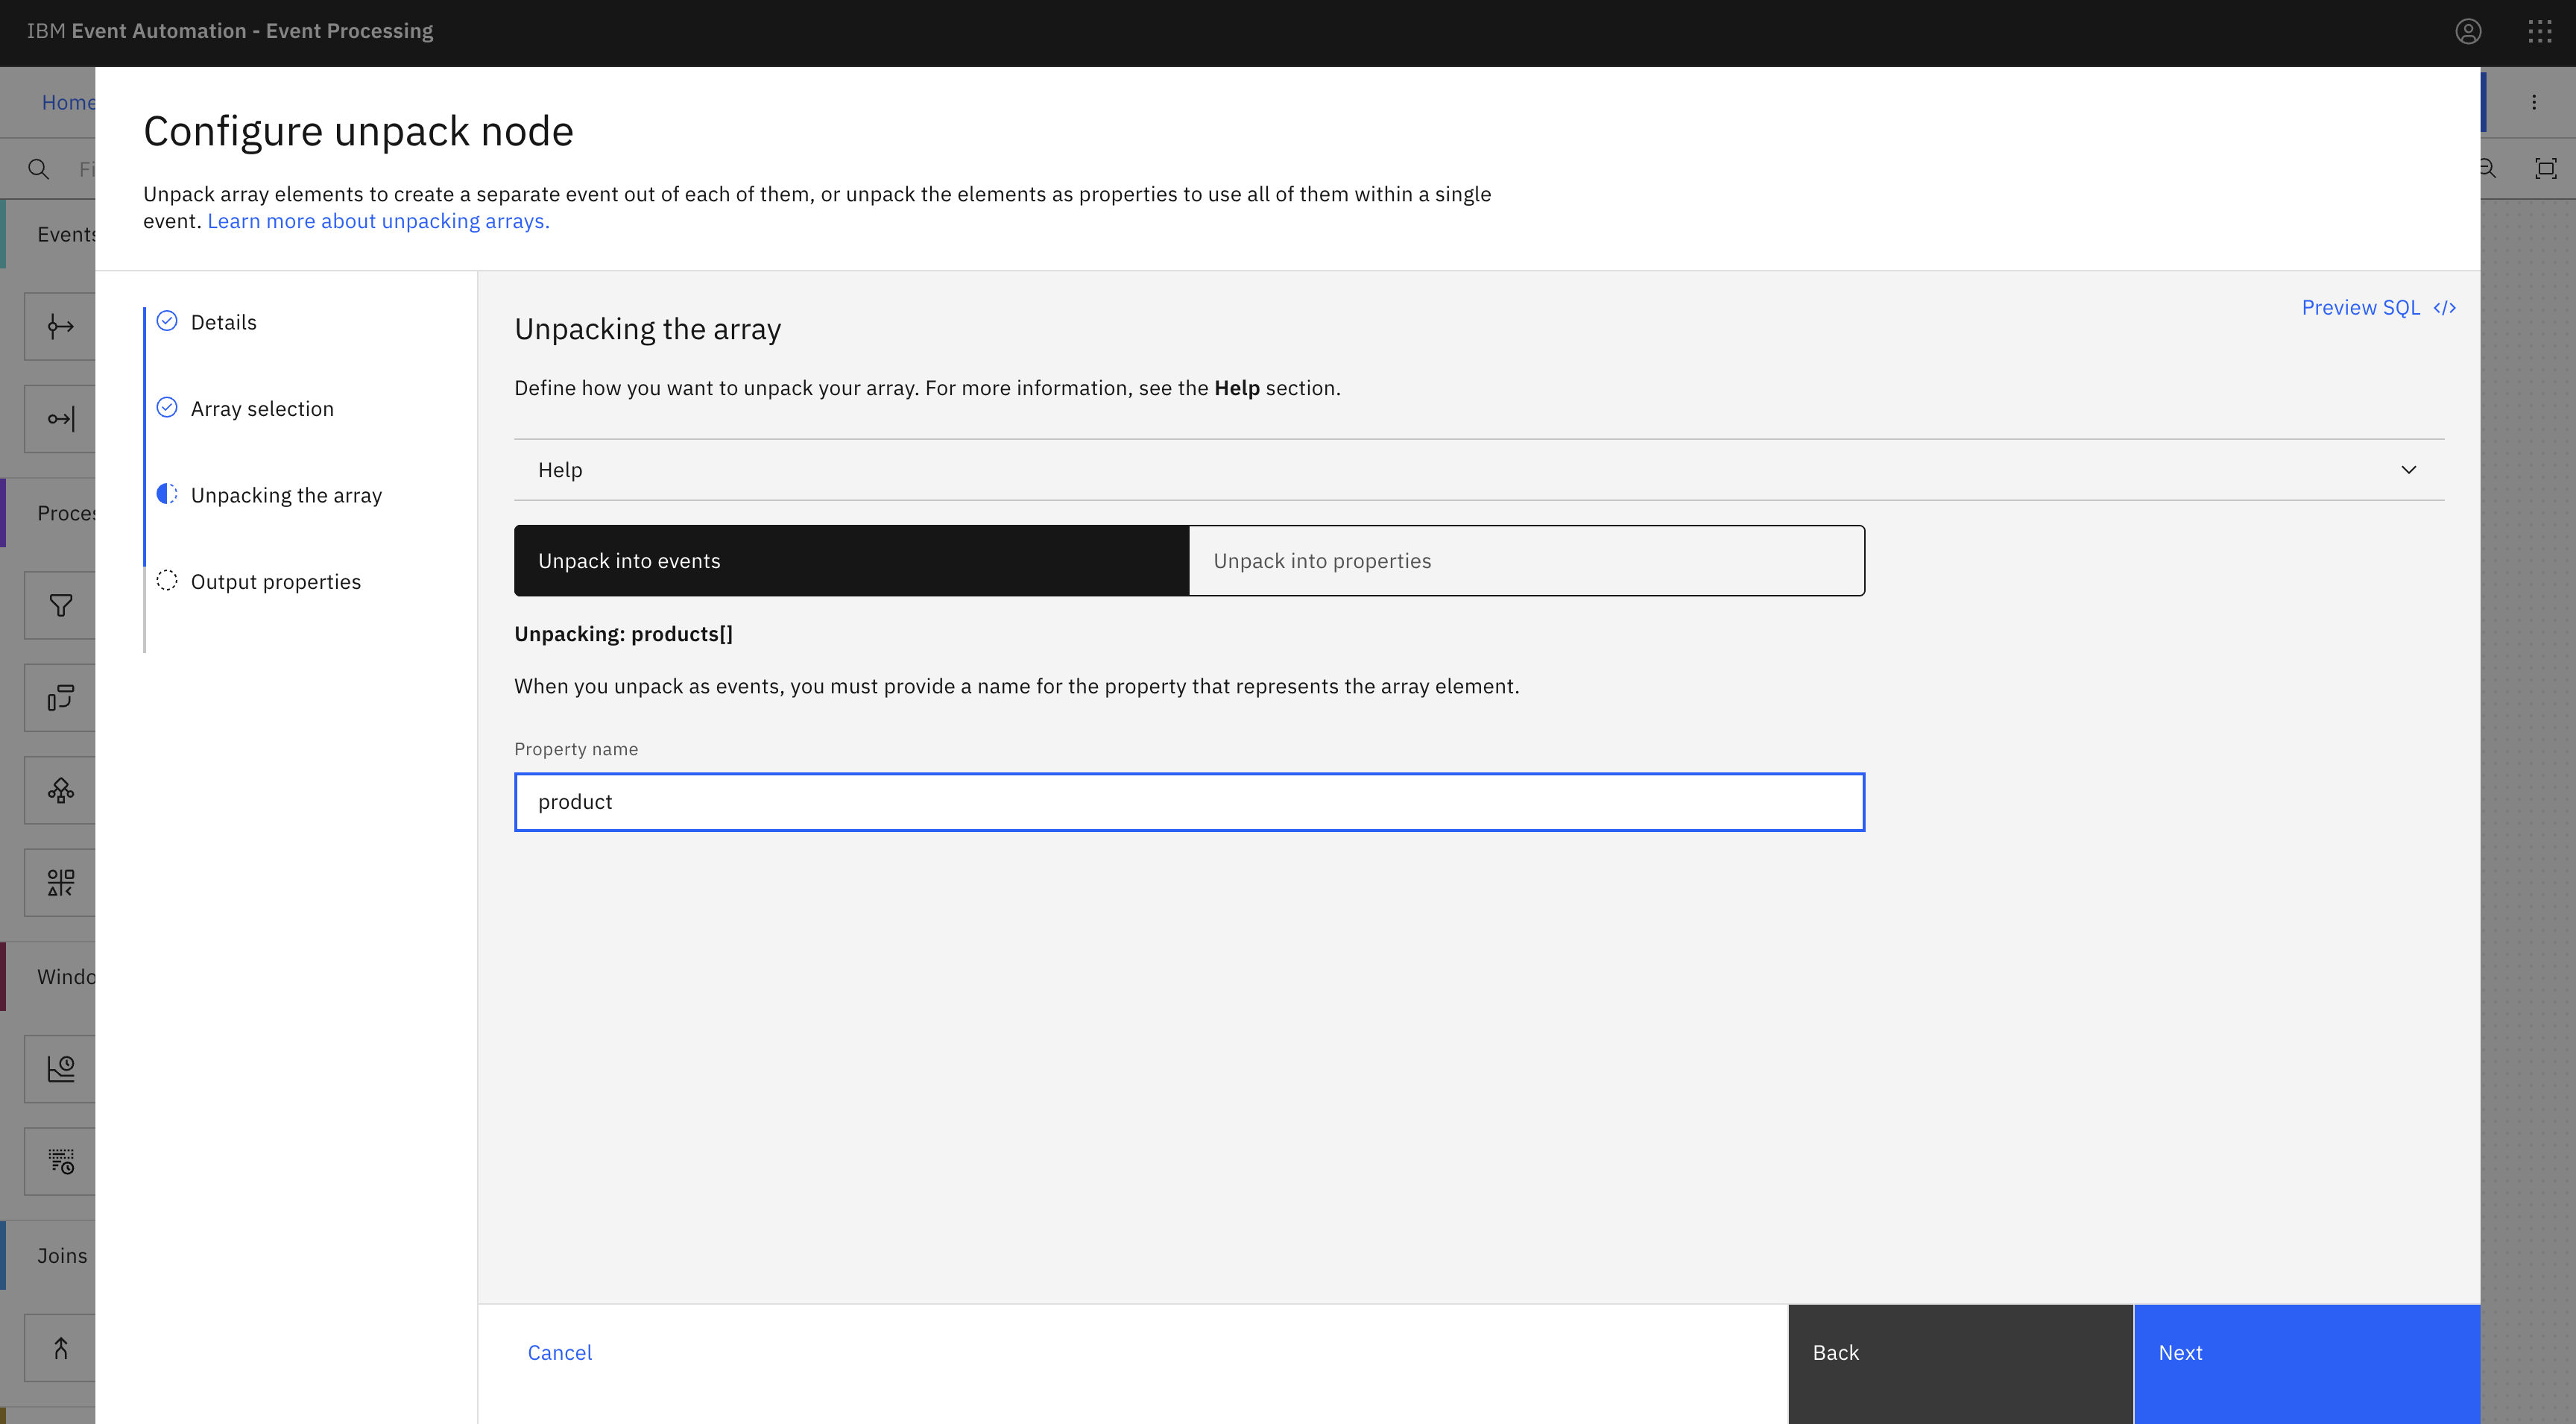 IBM Event Automation - Event Processing
Home
Configure unpack node
Unpack array elements to create a separate event out of each of them, or unpack the elements as properties to use all of them within a single
event. Learn more about unpacking arrays.
Fi
Events
Proces
Windo
Joins
Details
Array selection
Unpacking the array
Output properties
Preview SQL </>
Unpacking the array
Define how you want to unpack your array. For more information, see the Help section.
Help
Unpack into events
Unpack into properties
Unpacking: products[]
When you unpack as events, you must provide a name for the property that represents the array element.
Property name
product
Cancel
Back
Next